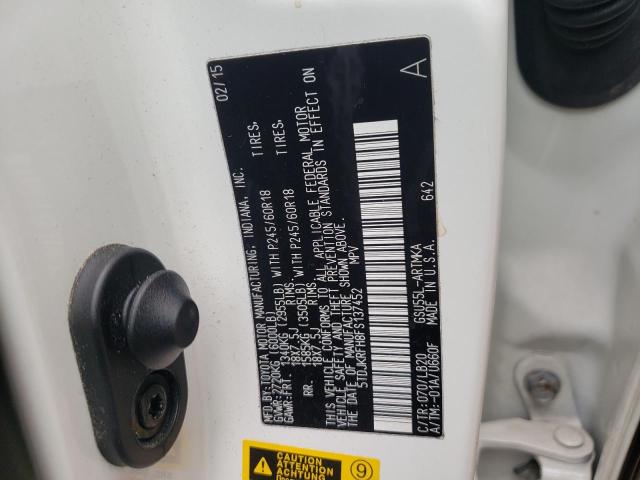 MFD.BY:TOYOTA MOTOR MANUFACTURING, INDIANA, INC. 02/15
GVWR:2720KG (6000LB)
GAWR:FRT. 1340KG (2955LB) WITH P245/60R18 TIRES,
18X7.5J RIMS.
RR. 1585KG (3505LB) WITH P245/60R18 TIRES,
18X7.5J RIMS.
THIS VEHICLE CONFORMS TO ALL APPLICABLE FEDERAL MOTOR
VEHICLE SAFETY AND THEFT PREVENTION STANDARDS IN EFFECT ON
THE DATE OF MANUFACTURE SHOWN ABOVE.
5TDJKRFH8FS137452 MPV
C/TR:070/LB20 GSU55L-ARTMKA 642 A
A/TM:-01A/U660F MADE IN U.S.A.
CAUTION
ATTENTION
ACHTUNG
9